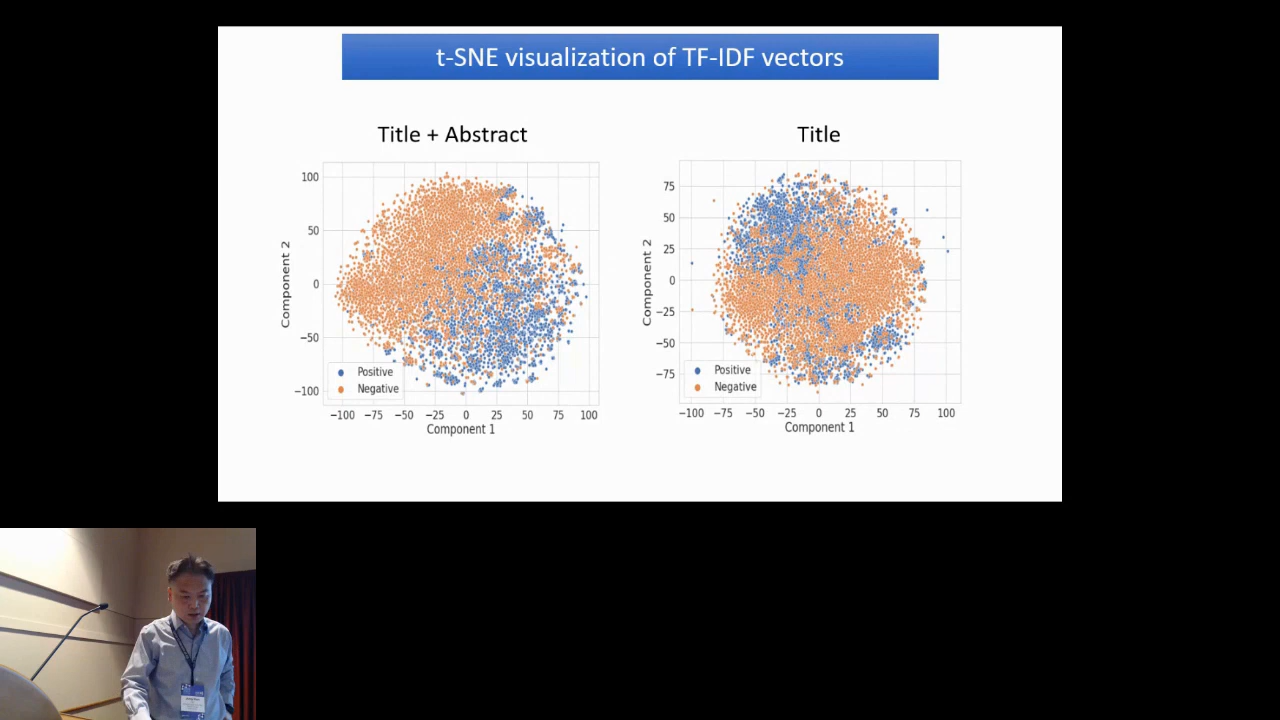 t-SNE visualization of TF-IDF vectors
Title + Abstract
100
50
0
−50
−100
Component 2
Positive
Negative
−100 −75 −50 −25 0 25 50 75 100
Component 1
Title
75
50
25
0
−25
−50
−75
Component 2
Positive
Negative
−100 −75 −50 −25 0 25 50 75 100
Component 1